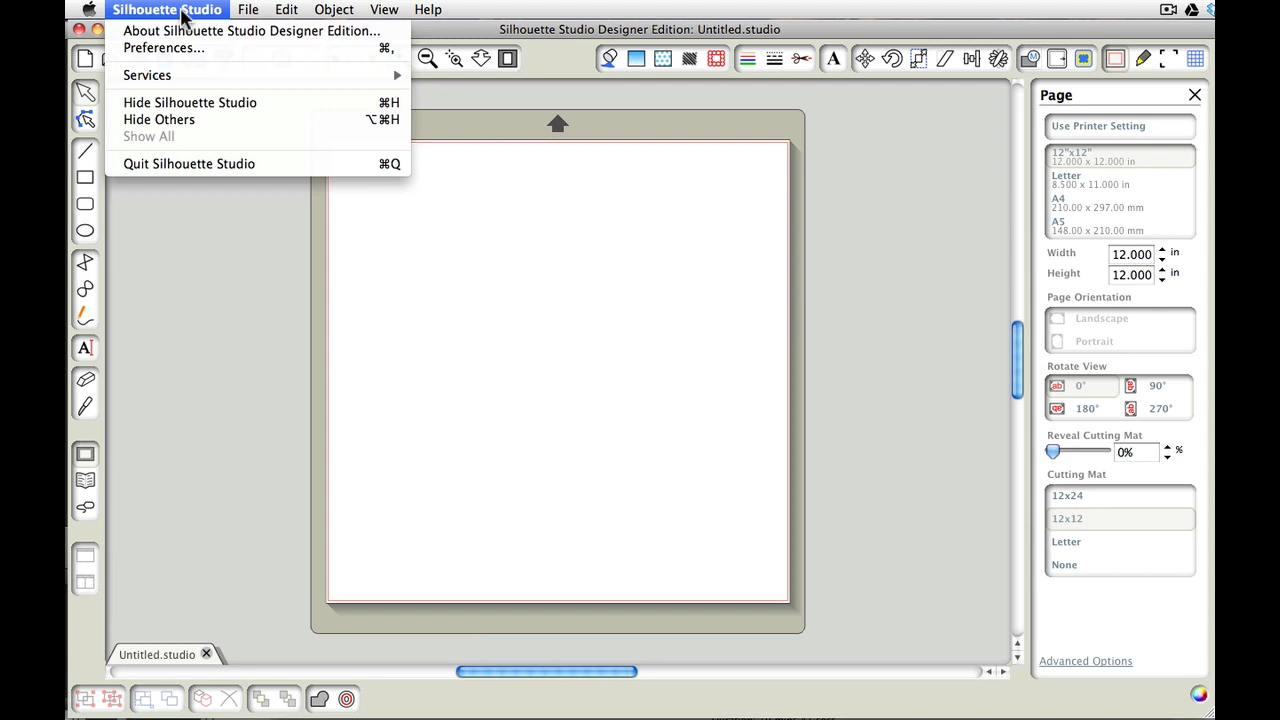 Silhouette Studio File Edit Object View Help
Silhouette Studio Designer Edition: Untitled.studio
About Silhouette Studio Designer Edition...
Preferences... ⌘,
Services
Hide Silhouette Studio ⌘H
Hide Others ⌥⌘H
Show All
Quit Silhouette Studio ⌘Q
A
A
Page
Use Printer Setting
12"x12"
12.000 x 12.000 in
Letter
8.500 x 11.000 in
A4
210.00 x 297.00 mm
A5
148.00 x 210.00 mm
Width 12.000 in
Height 12.000 in
Page Orientation
Landscape
Portrait
Rotate View
ab 0° ab 90°
ab 180° ab 270°
Reveal Cutting Mat
0% %
Cutting Mat
12x24
12x12
Letter
None
Advanced Options
Untitled.studio